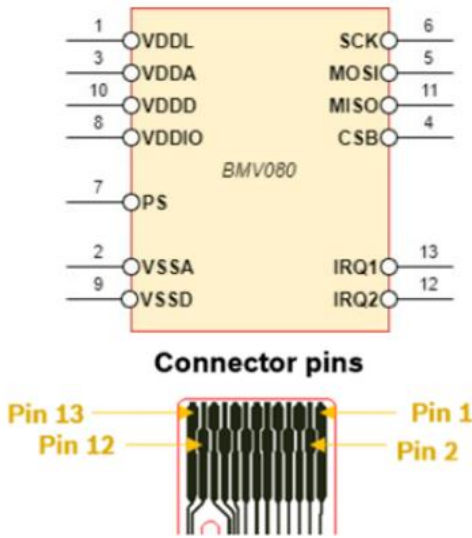 1 VDDL SCK 6
3 VDDA MOSI 5
10 VDDD MISO 11
8 VDDIO CSB 4
BMV080
7 PS
2 VSSA IRQ1 13
9 VSSD IRQ2 12
Connector pins
Pin 13 Pin 1
Pin 12 Pin 2